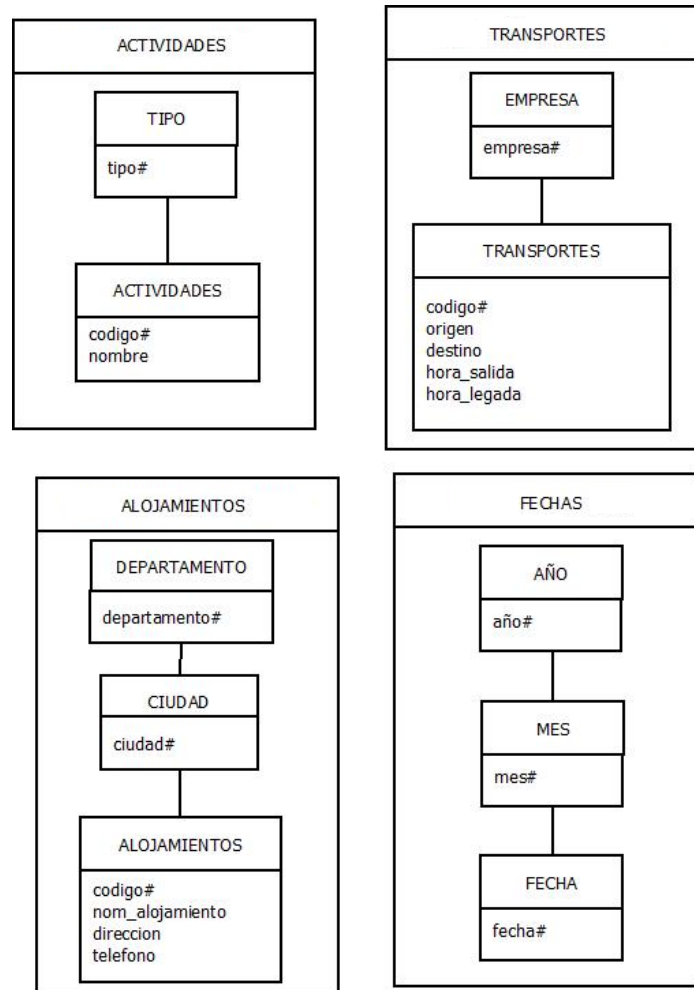 ACTIVIDADES
TIPO
tipo#
ACTIVIDADES
codigo#
nombre
TRANSPORTES
EMPRESA
empresa#
TRANSPORTES
codigo#
origen
destino
hora_salida
hora_legada
ALOJAMIENTOS
DEPARTAMENTO
departamento#
CIUDAD
ciudad#
ALOJAMIENTOS
codigo#
nom_alojamiento
direccion
telefono
FECHAS
AÑO
año#
MES
mes#
FECHA
fecha#